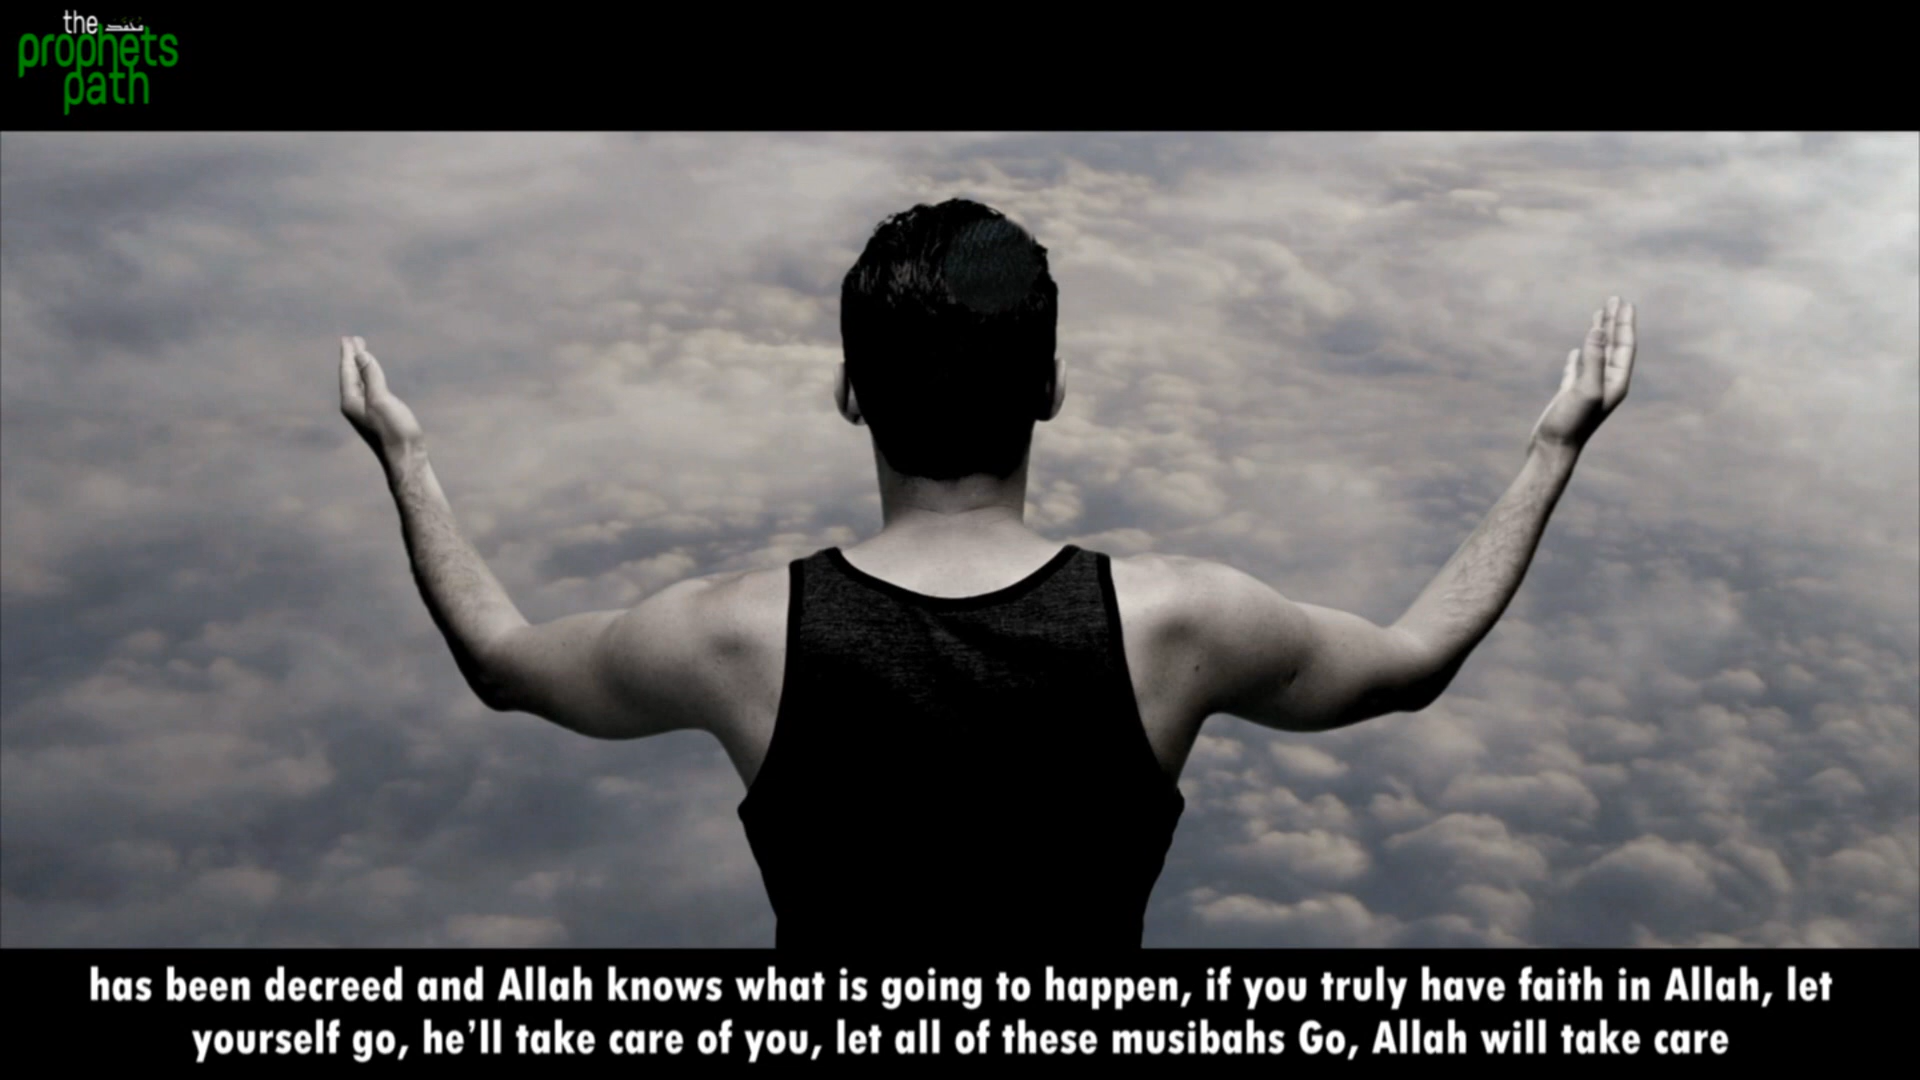 the محمد
prophets
path
has been decreed and Allah knows what is going to happen, if you truly have faith in Allah, let
yourself go, he’ll take care of you, let all of these musibahs Go, Allah will take care